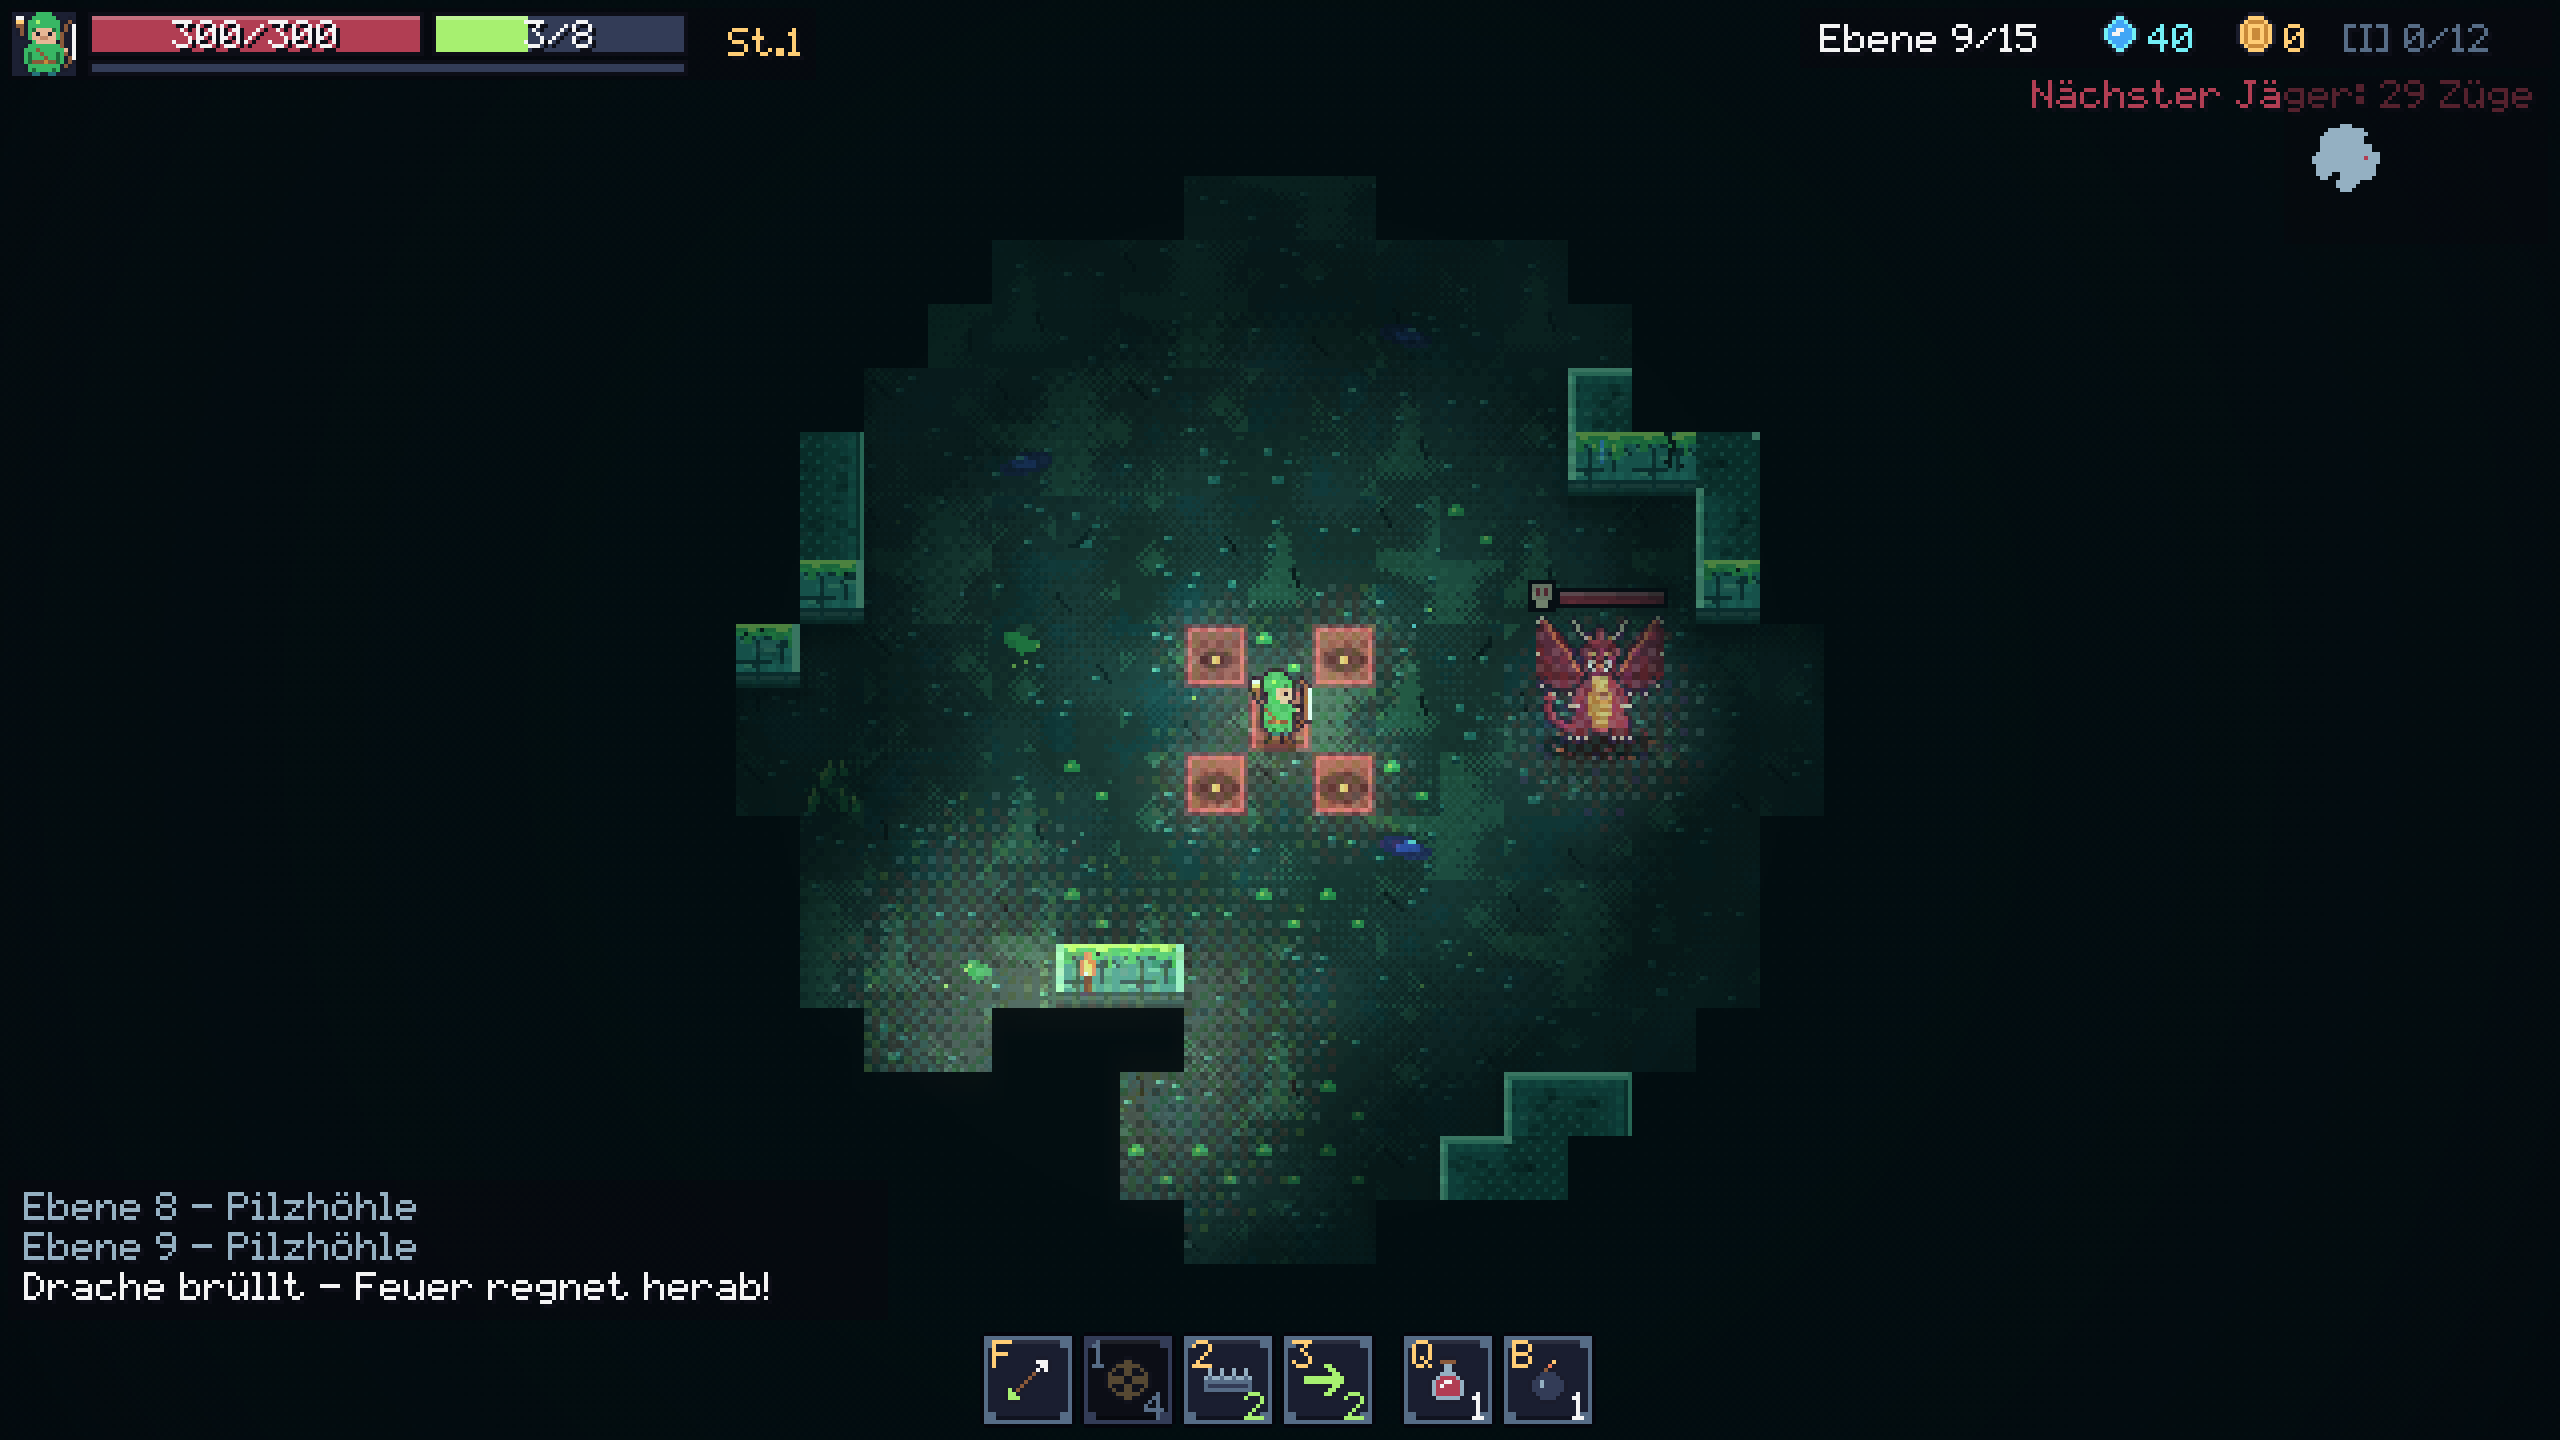 300/300 3/8 St.1 Ebene 9/15 40 0 [I] 0/12
Nächster Jäger: 29 Züge
Ebene 8 - Pilzhöhle
Ebene 9 - Pilzhöhle
Drache brüllt - Feuer regnet herab!
F 1 2 3 Q B
4 2 2 1 1